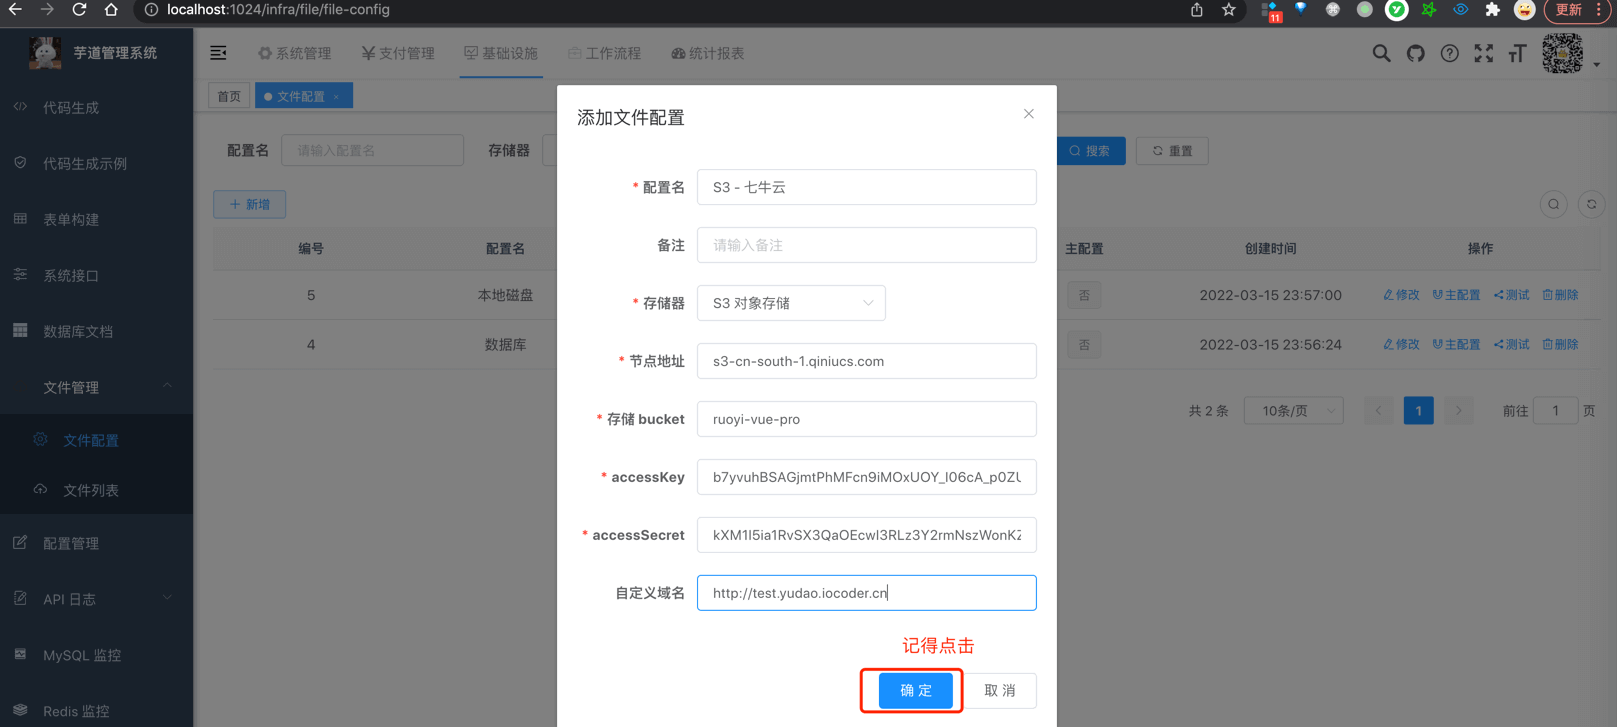 localhost:1024/infra/file/file-config
11
更新
芋道管理系统
系统管理
支付管理
基础设施
工作流程
统计报表
首页
文件配置
代码生成
代码生成示例
表单构建
系统接口
数据库文档
文件管理
文件配置
文件列表
配置管理
API 日志
MySQL 监控
Redis 监控
配置名
请输入配置名
存储器
搜索
重置
新增
编号
配置名
主配置
创建时间
操作
5
本地磁盘
否
2022-03-15 23:57:00
修改
主配置
测试
删除
4
数据库
否
2022-03-15 23:56:24
修改
主配置
测试
删除
共 2 条
10条/页
1
前往
1
页
添加文件配置
* 配置名
S3 - 七牛云
备注
请输入备注
* 存储器
S3 对象存储
* 节点地址
s3-cn-south-1.qiniucs.com
* 存储 bucket
ruoyi-vue-pro
* accessKey
* accessSecret
自定义域名
http://test.yudao.iocoder.cn
记得点击
确 定
取 消